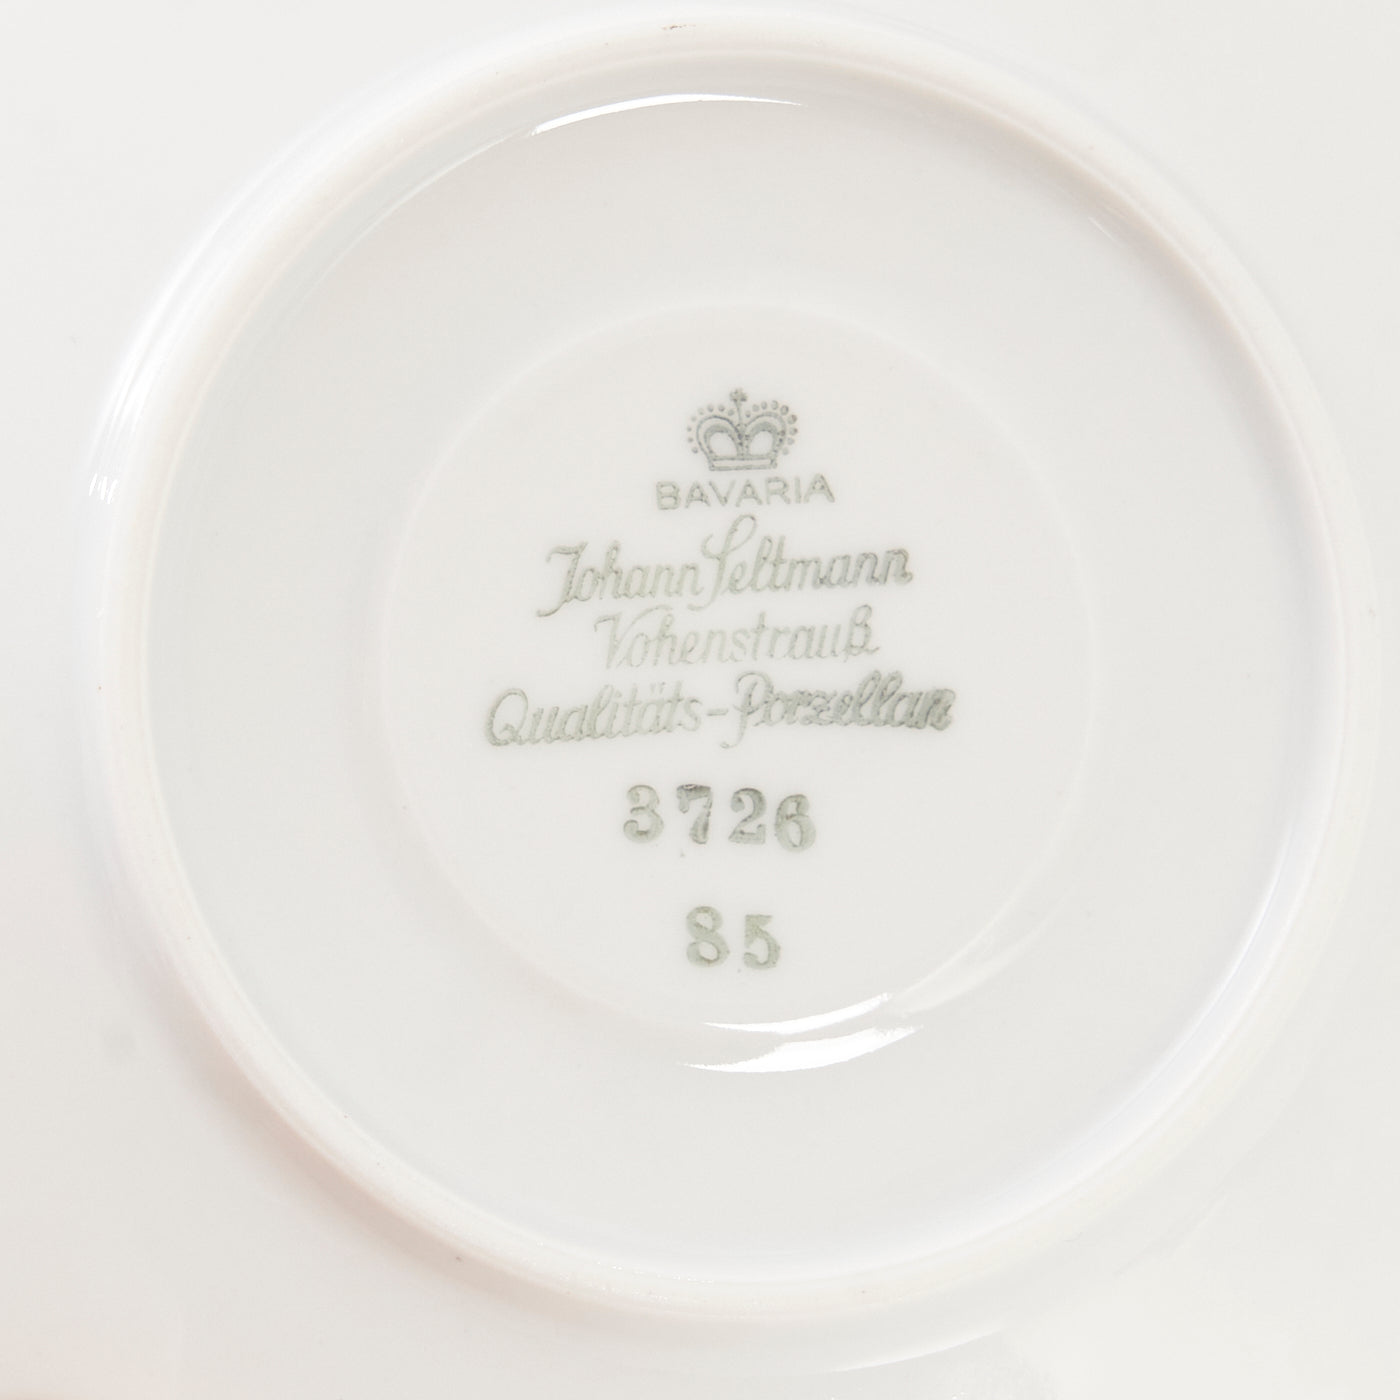 BAVARIA
Johann Seltmann
Vohenstrauß
Qualitäts-Porzellan
3726
85